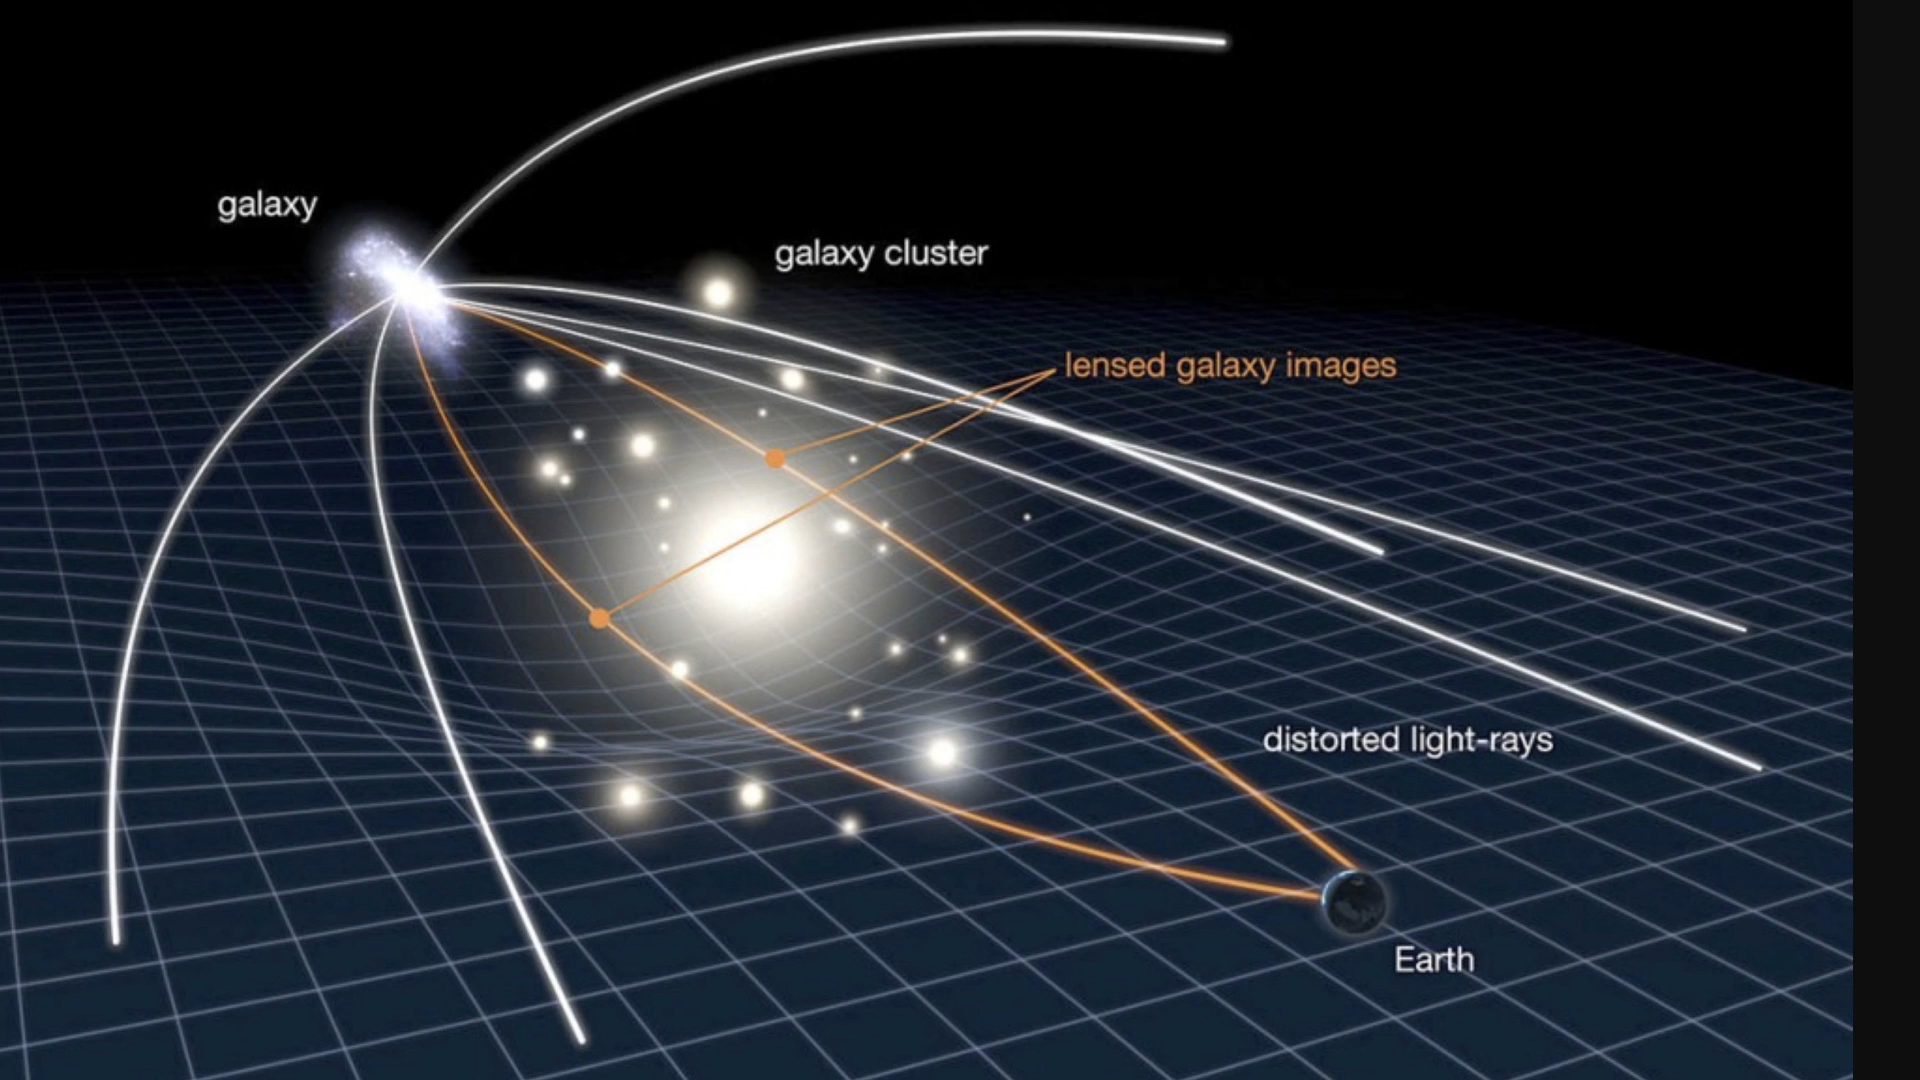 galaxy
galaxy cluster
lensed galaxy images
distorted light-rays
Earth